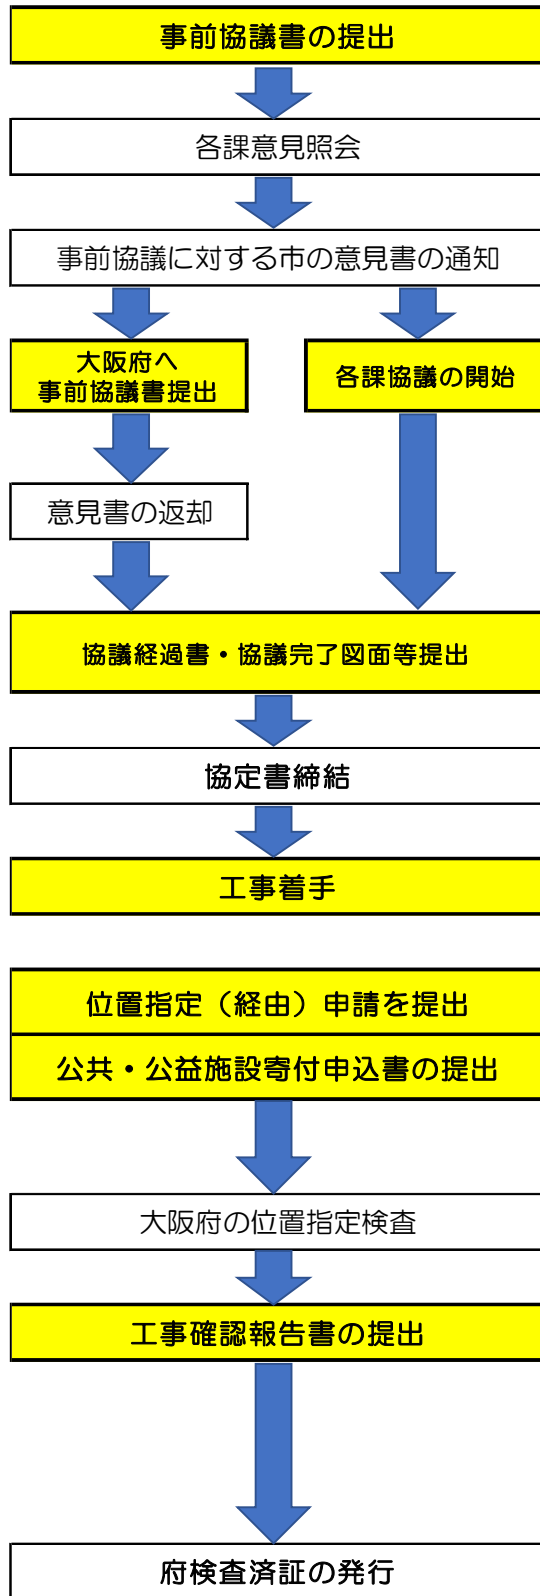 事前協議書の提出
各課意見照会
事前協議に対する市の意見書の通知
大阪府へ
事前協議書提出
各課協議の開始
意見書の返却
協議経過書・協議完了図面等提出
協定書締結
工事着手
位置指定（経由）申請を提出
公共・公益施設寄付申込書の提出
大阪府の位置指定検査
工事確認報告書の提出
府検査済証の発行